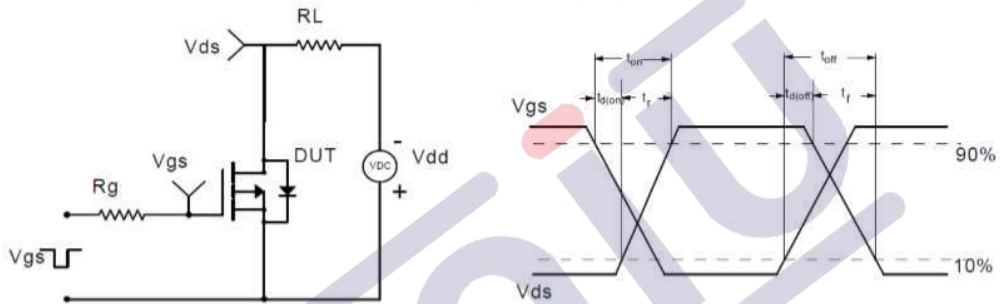 RL
Vds
DUT
Vgs
Rg
VDC
-
Vdd
+
Vgs
ton
toff
td(on)
tr
td(off)
tf
Vgs
90%
10%
Vds